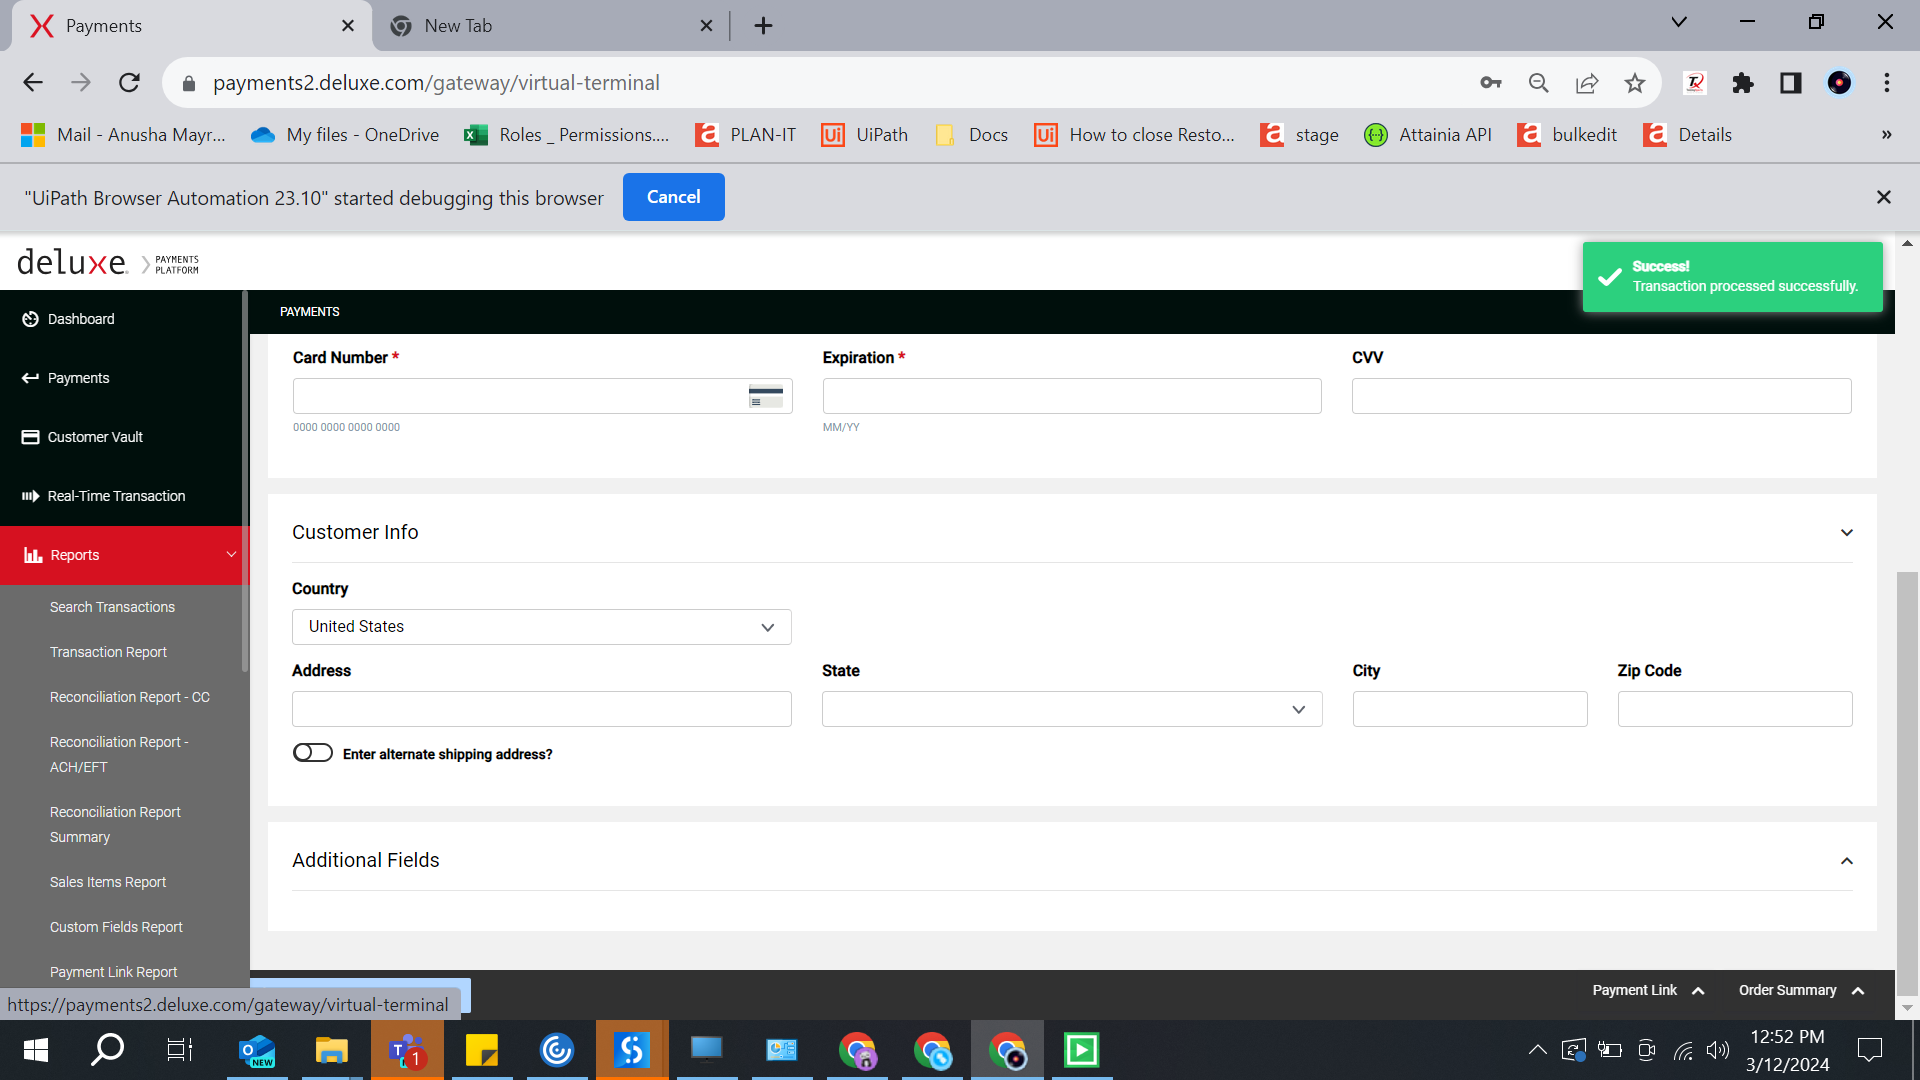 Payments
New Tab
payments2.deluxe.com/gateway/virtual-terminal
Mail - Anusha Mayr...
My files - OneDrive
Roles _ Permissions....
PLAN-IT
UiPath
Docs
How to close Resto...
stage
Attainia API
bulkedit
Details
»
"UiPath Browser Automation 23.10" started debugging this browser
Cancel
deluxe. PAYMENTS
PLATFORM
Success!
Transaction processed successfully.
Dashboard
Payments
Customer Vault
Real-Time Transaction
Reports
Search Transactions
Transaction Report
Reconciliation Report - CC
Reconciliation Report -
ACH/EFT
Reconciliation Report
Summary
Sales Items Report
Custom Fields Report
Payment Link Report
https://payments2.deluxe.com/gateway/virtual-terminal
PAYMENTS
Card Number *
Expiration *
CVV
0000 0000 0000 0000
MM/YY
Customer Info
Country
United States
Address
State
City
Zip Code
Enter alternate shipping address?
Additional Fields
Payment Link
Order Summary
NEW
1
12:52 PM
3/12/2024